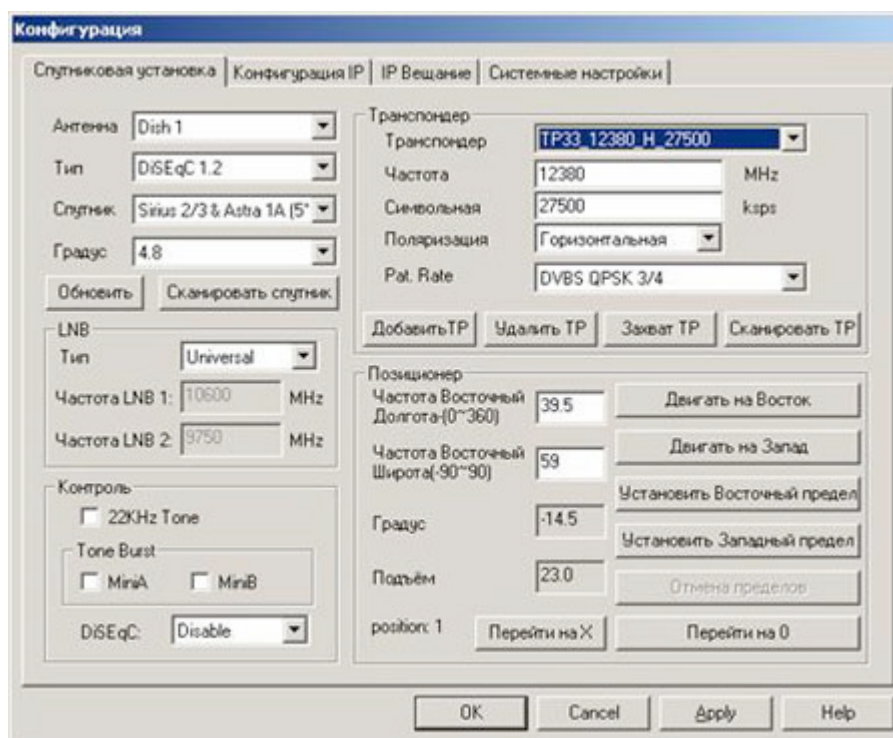 Конфигурация
Спутниковая установка
Конфигурация IP
IP Вещание
Системные настройки
Антенна
Dish 1
Тип
DiSEqC 1.2
Спутник
Sirius 2/3 & Astra 1A (5°
Градус
4.8
Обновить
Сканировать спутник
LNB
Тип
Universal
Частота LNB 1:
10600
MHz
Частота LNB 2:
9750
MHz
Контроль
22KHz Tone
Tone Burst
MiniA
MiniB
DiSEqC:
Disable
Транспондер
Транспондер
TP33_12380_H_27500
Частота
12380
MHz
Символьная
27500
ksps
Поляризация
Горизонтальная
Pat. Rate
DVBS QPSK 3/4
ДобавитьTP
Удалить TP
Захват TP
Сканировать TP
Позиционер
Частота Восточный
Долгота-(0~360)
39.5
Двигать на Восток
Частота Восточный
Широта(-90~90)
59
Двигать на Запад
Установить Восточный предел
Градус
-14.5
Установить Западный предел
Подъём
23.0
Отмена пределов
position: 1
Перейти на X
Перейти на 0
OK
Cancel
Apply
Help